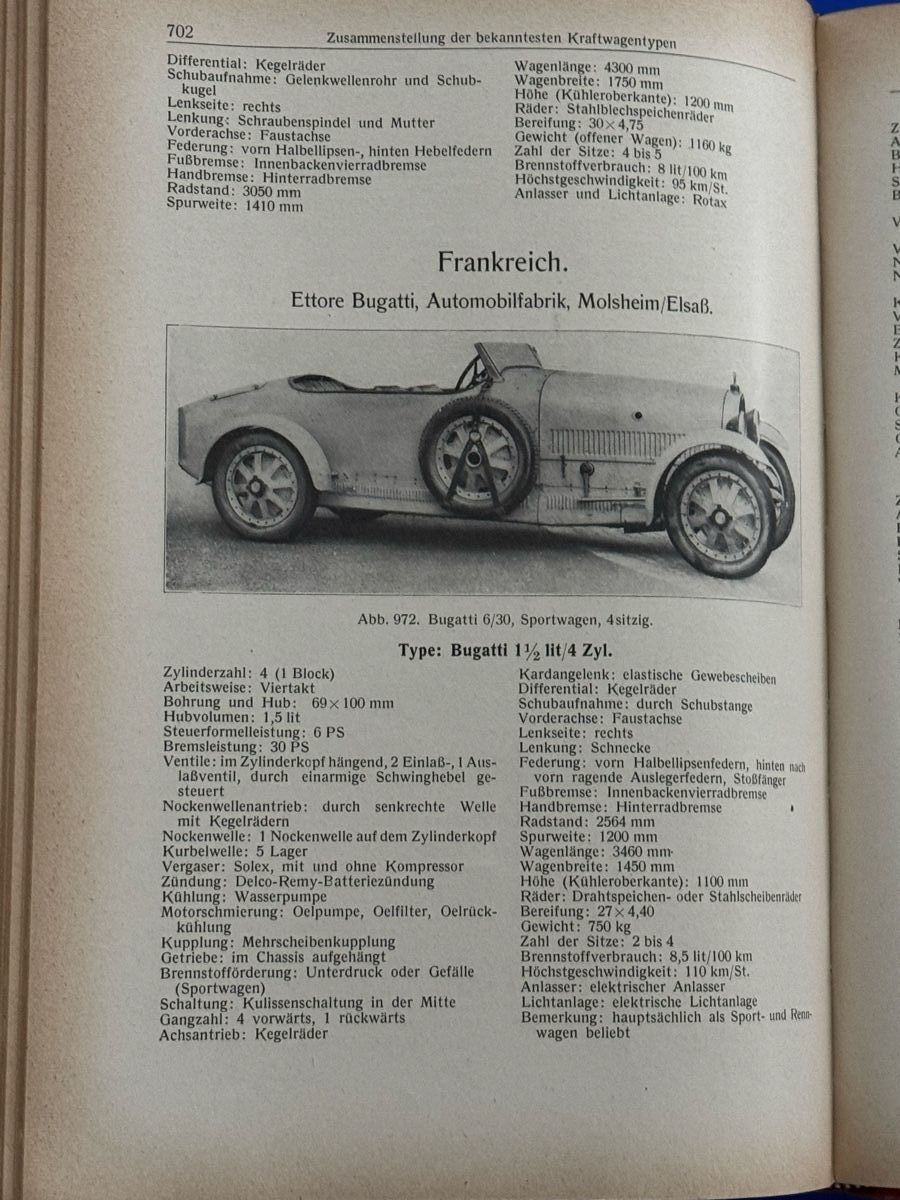 702
Zusammenstellung der bekanntesten Kraftwagentypen
Differential: Kegelräder
Schubaufnahme: Gelenkwellenrohr und Schub-
kugel
Lenkseite: rechts
Lenkung: Schraubenspindel und Mutter
Vorderachse: Faustachse
Federung: vorn Halbellipsen-, hinten Hebelfedern
Fußbremse: Innenbackenvierradbremse
Handbremse: Hinterradbremse
Radstand: 3050 mm
Spurweite: 1410 mm
Wagenlänge: 4300 mm
Wagenbreite: 1750 mm
Höhe (Kühleroberkante): 1200 mm
Räder: Stahlblechspeichenräder
Bereifung: 30×4,75
Gewicht (offener Wagen): 1160 kg
Zahl der Sitze: 4 bis 5
Brennstoffverbrauch: 8 lit/100 km
Höchstgeschwindigkeit: 95 km/St.
Anlasser und Lichtanlage: Rotax
Frankreich.
Ettore Bugatti, Automobilfabrik, Molsheim/Elsaß.
Abb. 972. Bugatti 6/30, Sportwagen, 4sitzig.
Type: Bugatti 1½ lit/4 Zyl.
Zylinderzahl: 4 (1 Block)
Arbeitsweise: Viertakt
Bohrung und Hub: 69×100 mm
Hubvolumen: 1,5 lit
Steuerformelleistung: 6 PS
Bremsleistung: 30 PS
Ventile: im Zylinderkopf hängend, 2 Einlaß-, 1 Aus-
laßventil, durch einarmige Schwinghebel ge-
steuert
Nockenwellenantrieb: durch senkrechte Welle
mit Kegelrädern
Nockenwelle: 1 Nockenwelle auf dem Zylinderkopf
Kurbelwelle: 5 Lager
Vergaser: Solex, mit und ohne Kompressor
Zündung: Delco-Remy-Batteriezündung
Kühlung: Wasserpumpe
Motorschmierung: Oelpumpe, Oelfilter, Oelrück-
kühlung
Kupplung: Mehrscheibenkupplung
Getriebe: im Chassis aufgehängt
Brennstofförderung: Unterdruck oder Gefälle
(Sportwagen)
Schaltung: Kulissenschaltung in der Mitte
Gangzahl: 4 vorwärts, 1 rückwärts
Achsantrieb: Kegelräder
Kardangelenk: elastische Gewebescheiben
Differential: Kegelräder
Schubaufnahme: durch Schubstange
Vorderachse: Faustachse
Lenkseite: rechts
Lenkung: Schnecke
Federung: vorn Halbellipsenfedern, hinten nach
vorn ragende Auslegerfedern, Stoßfänger
Fußbremse: Innenbackenvierradbremse
Handbremse: Hinterradbremse
Radstand: 2564 mm
Spurweite: 1200 mm
Wagenlänge: 3460 mm
Wagenbreite: 1450 mm
Höhe (Kühleroberkante): 1100 mm
Räder: Drahtspeichen- oder Stahlscheibenräder
Bereifung: 27×4,40
Gewicht: 750 kg
Zahl der Sitze: 2 bis 4
Brennstoffverbrauch: 8,5 lit/100 km
Höchstgeschwindigkeit: 110 km/St.
Anlasser: elektrischer Anlasser
Lichtanlage: elektrische Lichtanlage
Bemerkung: hauptsächlich als Sport- und Renn-
wagen beliebt